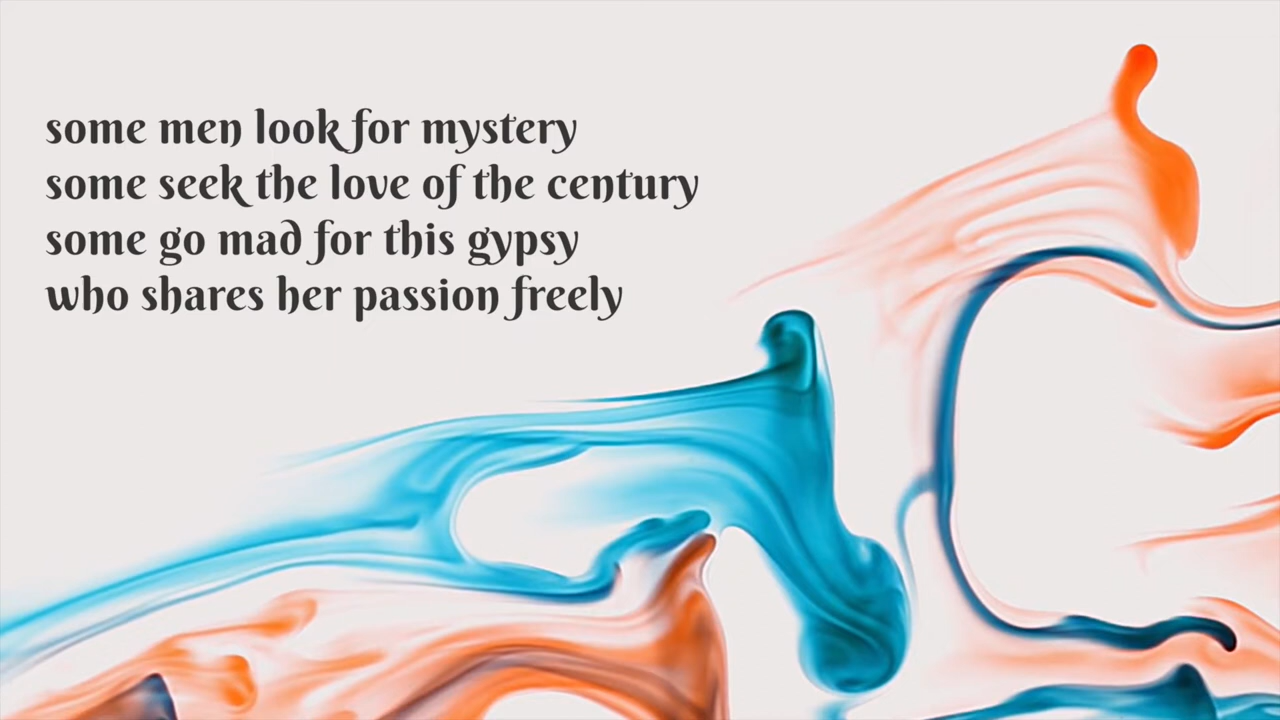 some men look for mystery
some seek the love of the century
some go mad for this gypsy
who shares her passion freely